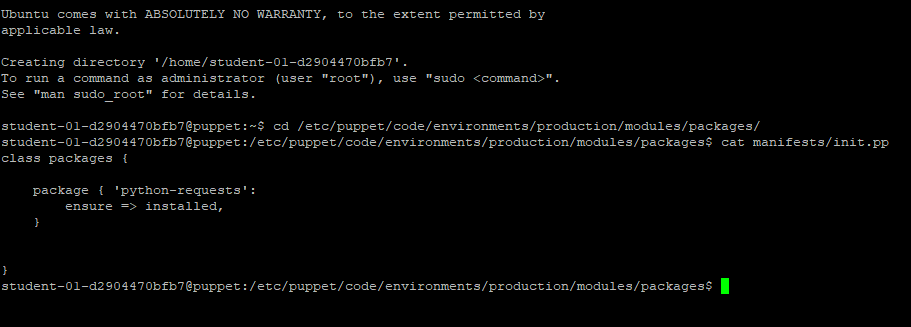 Ubuntu comes with ABSOLUTELY NO WARRANTY, to the extent permitted by
applicable law.
Creating directory '/home/student-01-d2904470bfb7'.
To run a command as administrator (user "root"), use "sudo <command>".
See "man sudo_root" for details.
student-01-d2904470bfb7@puppet:~$ cd /etc/puppet/code/environments/production/modules/packages/
student-01-d2904470bfb7@puppet:/etc/puppet/code/environments/production/modules/packages$ cat manifests/init.pp
class packages {
package { 'python-requests':
ensure => installed,
}
}
student-01-d2904470bfb7@puppet:/etc/puppet/code/environments/production/modules/packages$